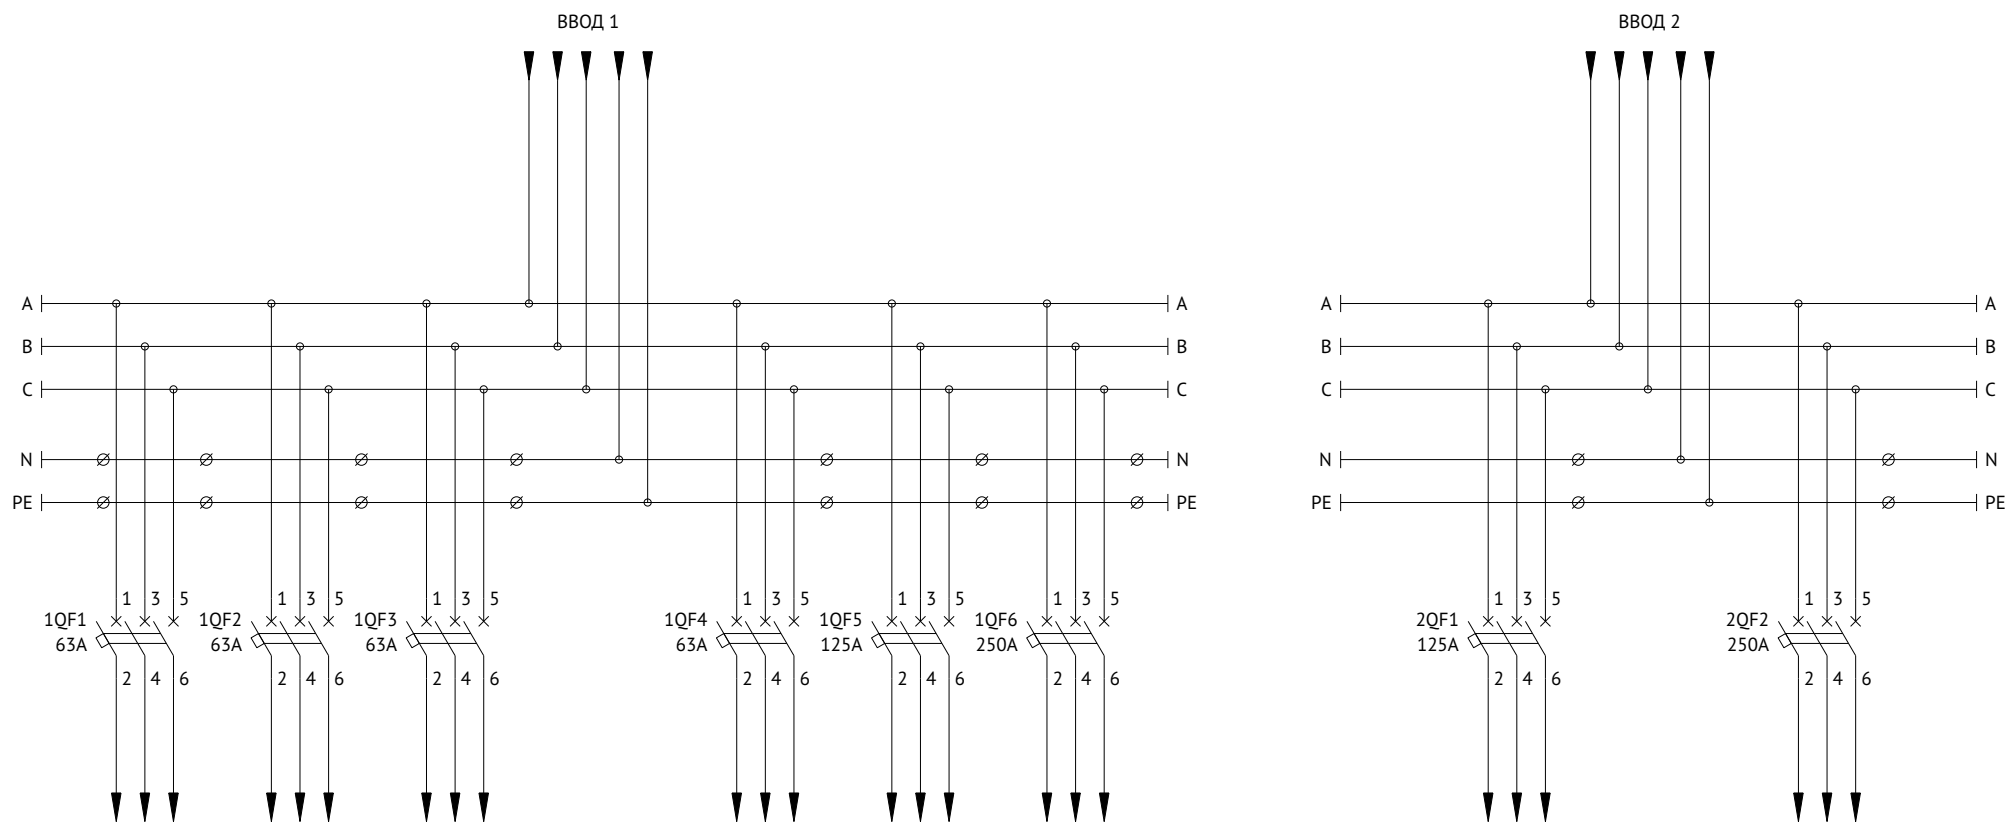 ВВОД 1 ВВОД 2
A A A A
B B B B
C C C C
N N N N
PE PE PE PE
1 3 5 1 3 5 1 3 5 1 3 5 1 3 5 1 3 5 1 3 5 1 3 5
1QF1 1QF2 1QF3 1QF4 1QF5 1QF6 2QF1 2QF2
63A 63A 63A 63A 125A 250A 125A 250A
2 4 6 2 4 6 2 4 6 2 4 6 2 4 6 2 4 6 2 4 6 2 4 6